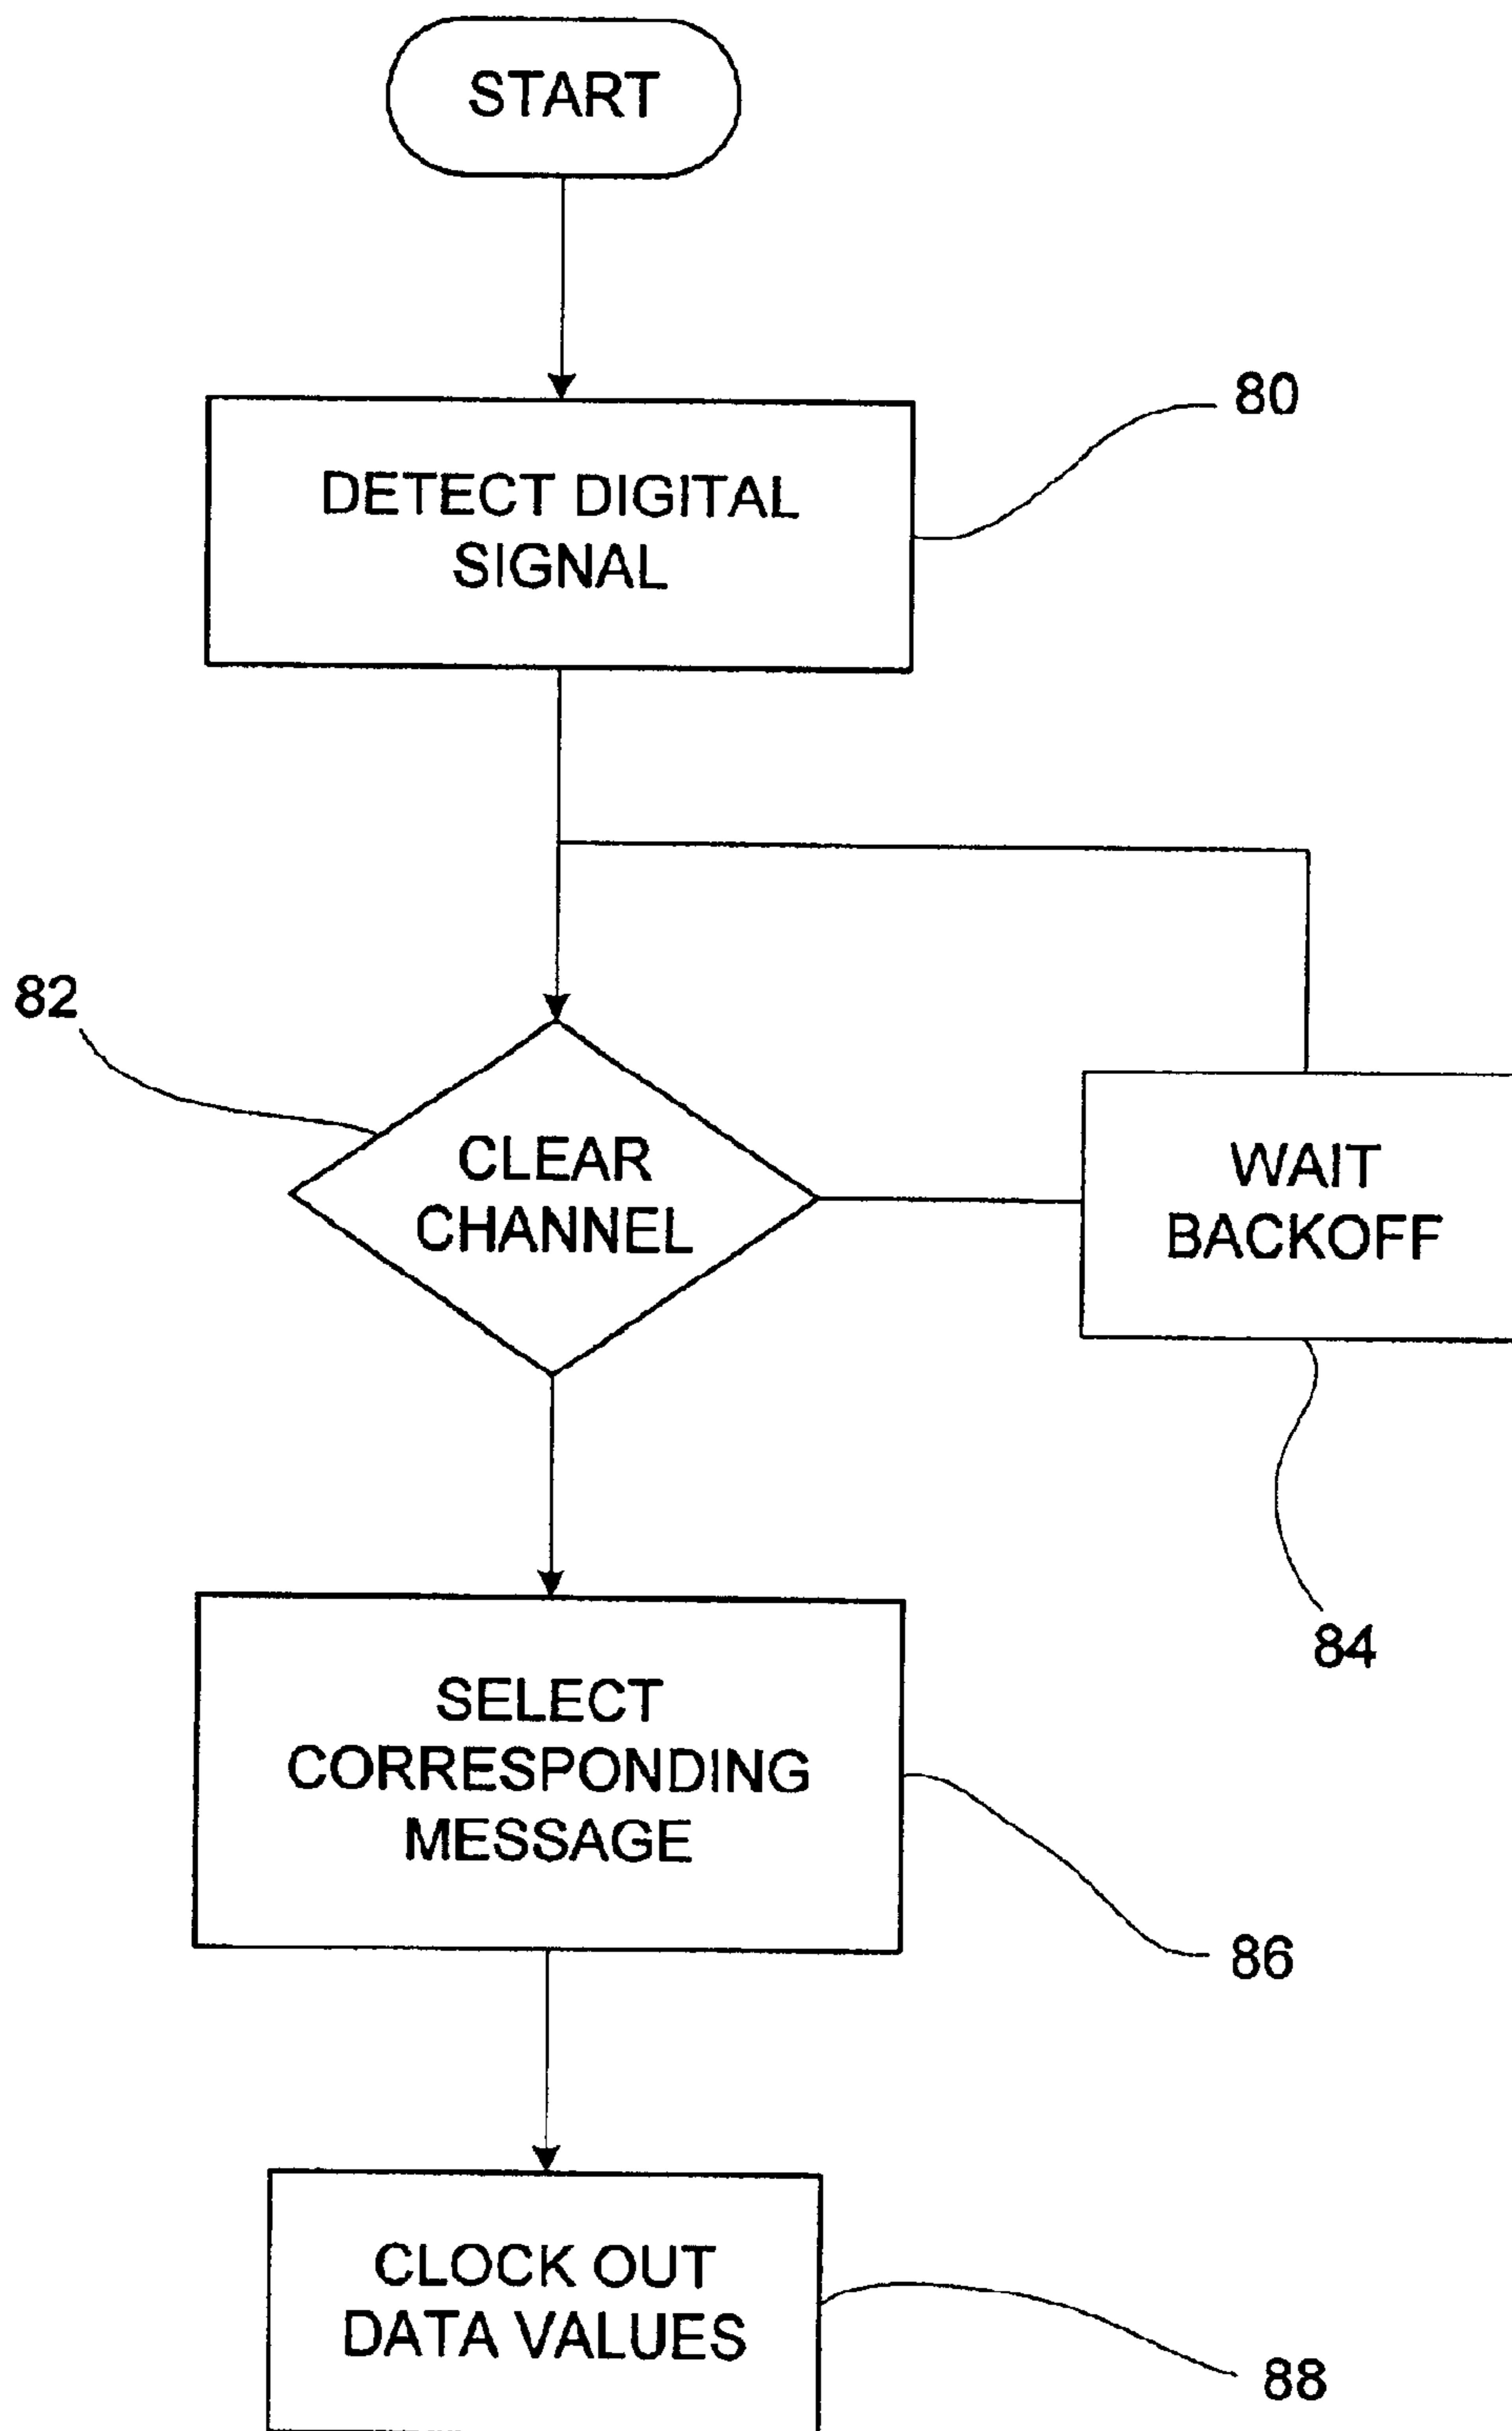 START
80
DETECT DIGITAL
SIGNAL
82
CLEAR
CHANNEL
WAIT
BACKOFF
84
SELECT
CORRESPONDING
MESSAGE
86
CLOCK OUT
DATA VALUES
88